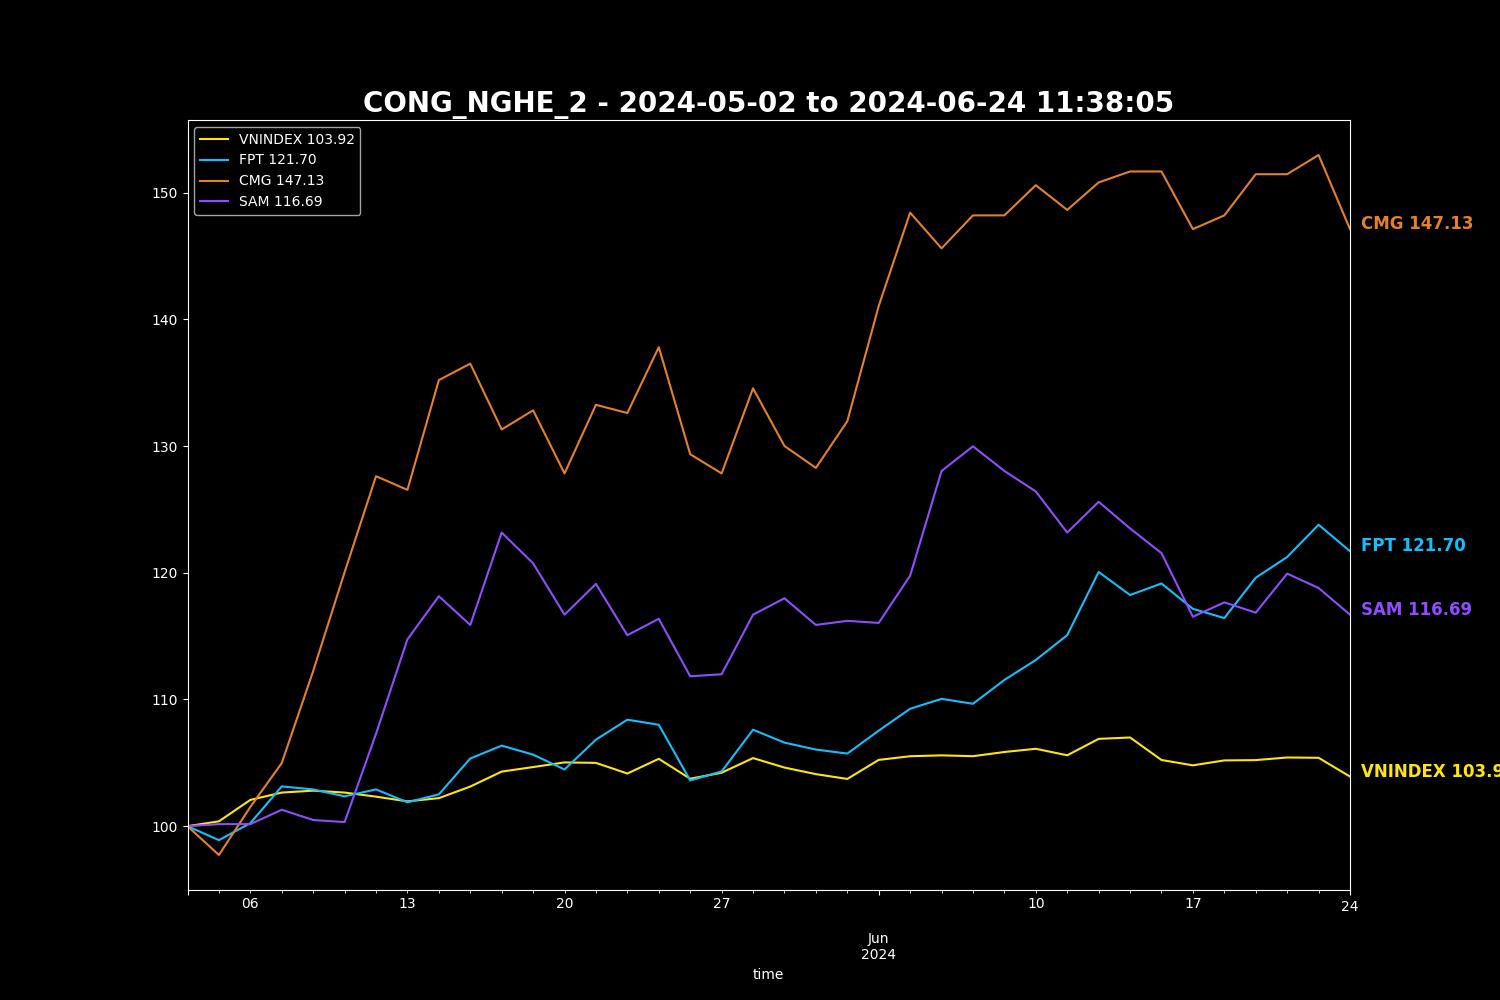 CONG_NGHE_2 - 2024-05-02 to 2024-06-24 11:38:05
VNINDEX 103.92
FPT 121.70
CMG 147.13
SAM 116.69
150
140
130
120
110
100
CMG 147.13
FPT 121.70
SAM 116.69
VNINDEX 103.9
06 13 20 27 10 17 24
Jun
2024
time